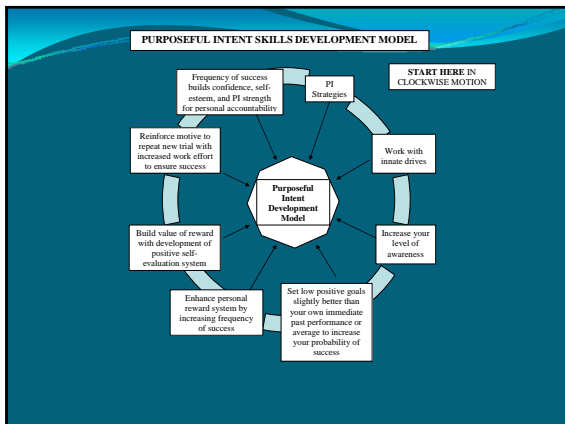 PURPOSEFUL INTENT SKILLS DEVELOPMENT MODEL
START HERE IN
CLOCKWISE MOTION
PI
Strategies
Work with
innate drives
Increase your
level of
awareness
Set low positive goals
slightly better than
your own immediate
past performance or
average to increase
your probability of
success
Enhance personal
reward system by
increasing frequency
of success
Build value of reward
with development of
positive self-
evaluation system
Reinforce motive to
repeat new trial with
increased work effort
to ensure success
Frequency of success
builds confidence, self-
esteem, and PI strength
for personal accountability
Purposeful
Intent
Development
Model